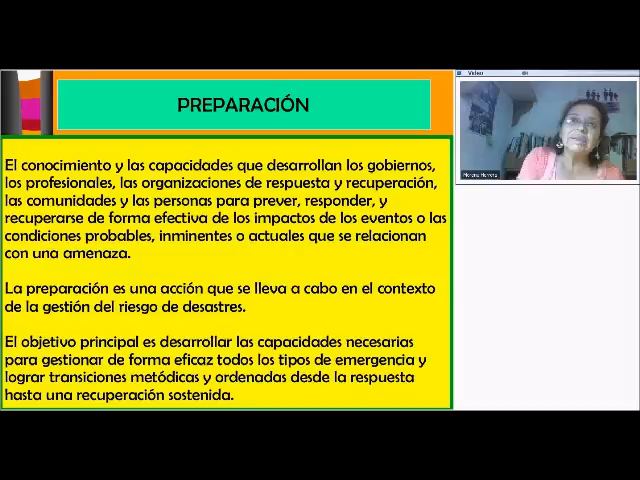 PREPARACIÓN
Video
El conocimiento y las capacidades que desarrollan los gobiernos,
los profesionales, las organizaciones de respuesta y recuperación,
las comunidades y las personas para prever, responder, y
recuperarse de forma efectiva de los impactos de los eventos o las
condiciones probables, inminentes o actuales que se relacionan
con una amenaza.
La preparación es una acción que se lleva a cabo en el contexto
de la gestión del riesgo de desastres.
El objetivo principal es desarrollar las capacidades necesarias
para gestionar de forma eficaz todos los tipos de emergencia y
lograr transiciones metódicas y ordenadas desde la respuesta
hasta una recuperación sostenida.
Herrera